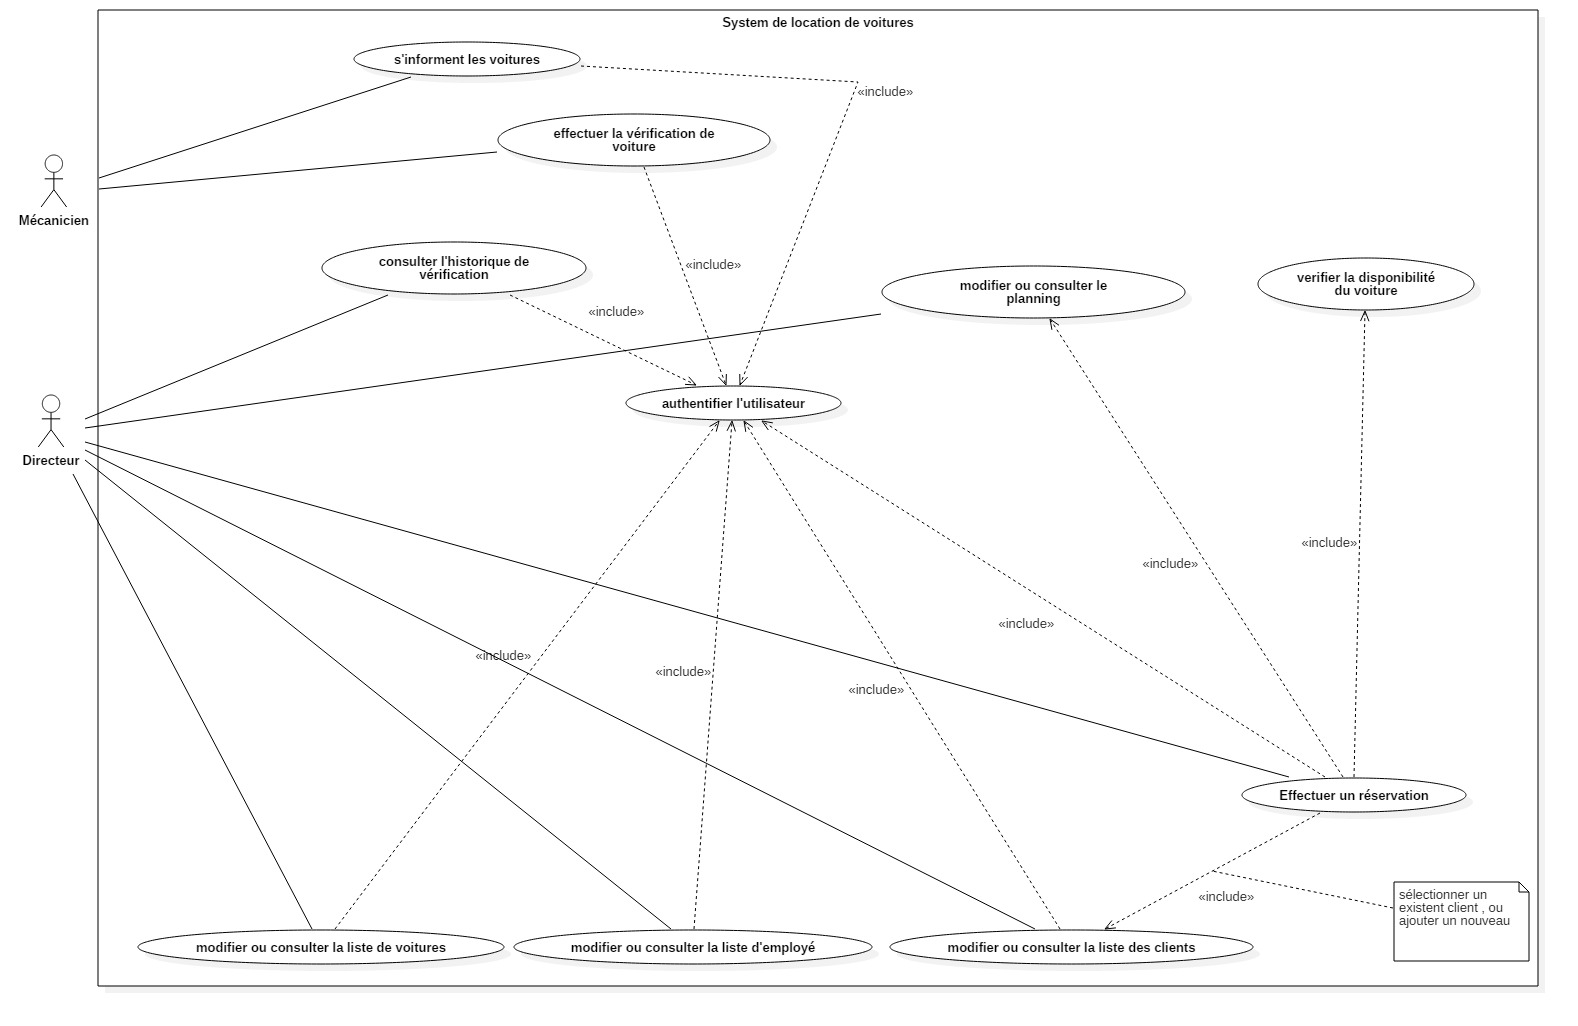 System de location de voitures
s'informent les voitures
«include»
effectuer la vérification de
voiture
Mécanicien
consulter l'historique de
vérification
«include»
modifier ou consulter le
planning
verifier la disponibilité
du voiture
«include»
authentifier l'utilisateur
Directeur
«include»
«include»
«include»
«include»
«include»
«include»
Effectuer un réservation
«include»
sélectionner un
existent client , ou
ajouter un nouveau
modifier ou consulter la liste de voitures
modifier ou consulter la liste d'employé
modifier ou consulter la liste des clients